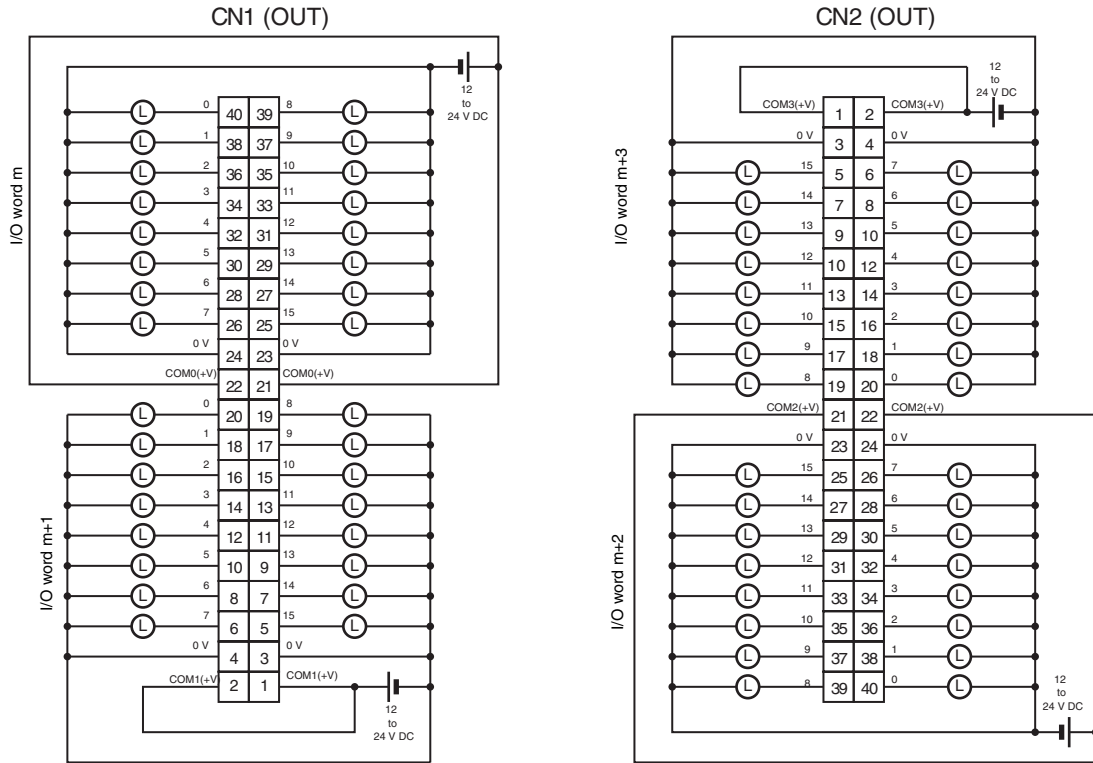 CN1 (OUT)
I/O word m
12
to
24 V DC
L 0 40 39 8 L
L 1 38 37 9 L
L 2 36 35 10 L
L 3 34 33 11 L
L 4 32 31 12 L
L 5 30 29 13 L
L 6 28 27 14 L
L 7 26 25 15 L
0 V 24 23 0 V
COM0(+V) 22 21 COM0(+V)
I/O word m+1
L 0 20 19 8 L
L 1 18 17 9 L
L 2 16 15 10 L
L 3 14 13 11 L
L 4 12 11 12 L
L 5 10 9 13 L
L 6 8 7 14 L
L 7 6 5 15 L
0 V 4 3 0 V
COM1(+V) 2 1 COM1(+V)
12
to
24 V DC
CN2 (OUT)
I/O word m+3
12
to
24 V DC
COM3(+V) 1 2 COM3(+V)
0 V 3 4 0 V
L 15 5 6 7 L
L 14 7 8 6 L
L 13 9 10 5 L
L 12 10 12 4 L
L 11 13 14 3 L
L 10 15 16 2 L
L 9 17 18 1 L
L 8 19 20 0 L
COM2(+V) 21 22 COM2(+V)
0 V 23 24 0 V
I/O word m+2
L 15 25 26 7 L
L 14 27 28 6 L
L 13 29 30 5 L
L 12 31 32 4 L
L 11 33 34 3 L
L 10 35 36 2 L
L 9 37 38 1 L
L 8 39 40 0 L
12
to
24 V DC